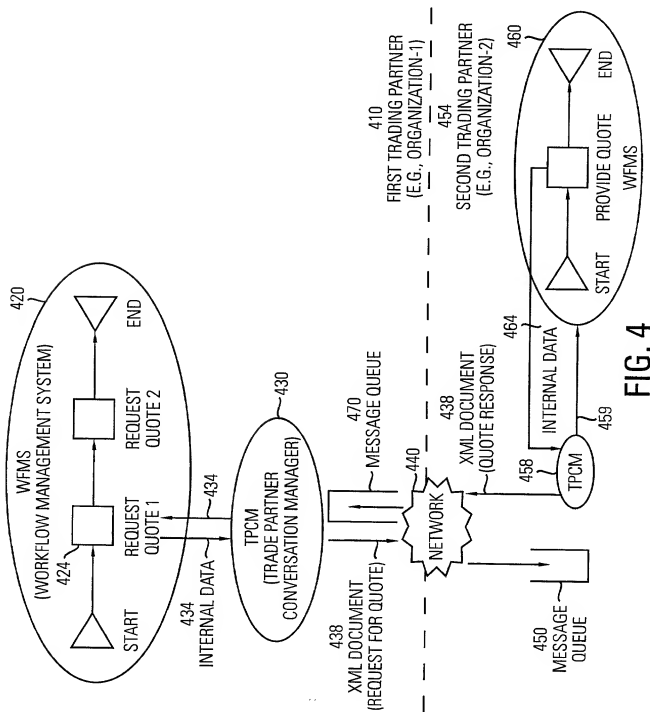 420
WFMS
(WORKFLOW MANAGEMENT SYSTEM)
424
START
REQUEST
QUOTE 1
REQUEST
QUOTE 2
END
434
INTERNAL DATA
434
430
TPCM
(TRADE PARTNER
CONVERSATION MANAGER)
438
XML DOCUMENT
(REQUEST FOR QUOTE)
470
MESSAGE QUEUE
440
NETWORK
410
FIRST TRADING PARTNER
(E.G., ORGANIZATION-1)
454
SECOND TRADING PARTNER
(E.G., ORGANIZATION-2)
450
MESSAGE
QUEUE
438
XML DOCUMENT
(QUOTE RESPONSE)
458
TPCM
459
464
INTERNAL DATA
460
START
PROVIDE QUOTE
END
WFMS
FIG. 4